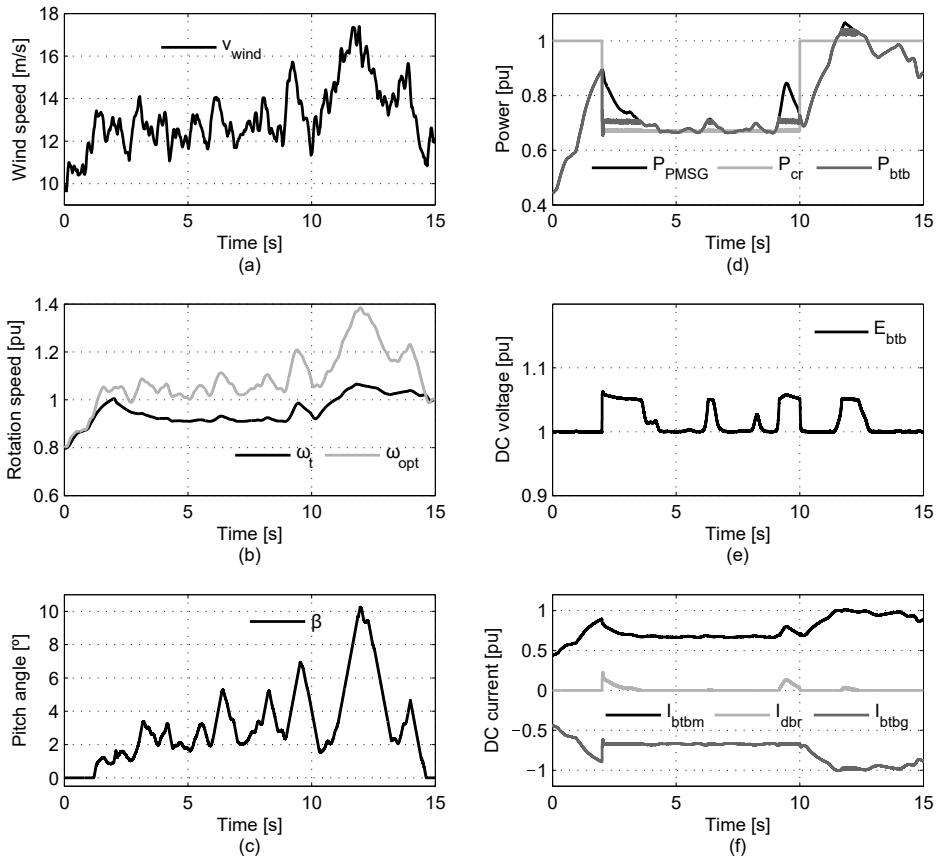 18
16
14
12
10
Wind speed [m/s]
v_wind
0 5 10 15
Time [s]
(a)
1
0.8
0.6
0.4
Power [pu]
P_PMSG P_cr P_btb
0 5 10 15
Time [s]
(d)
1.4
1.2
1
0.8
0.6
Rotation speed [pu]
ω_t ω_opt
0 5 10 15
Time [s]
(b)
1.1
1
0.9
DC voltage [pu]
E_btb
0 5 10 15
Time [s]
(e)
10
8
6
4
2
0
Pitch angle [º]
β
0 5 10 15
Time [s]
(c)
1
0.5
0
−0.5
−1
DC current [pu]
I_btbm I_dbr I_btbg
0 5 10 15
Time [s]
(f)